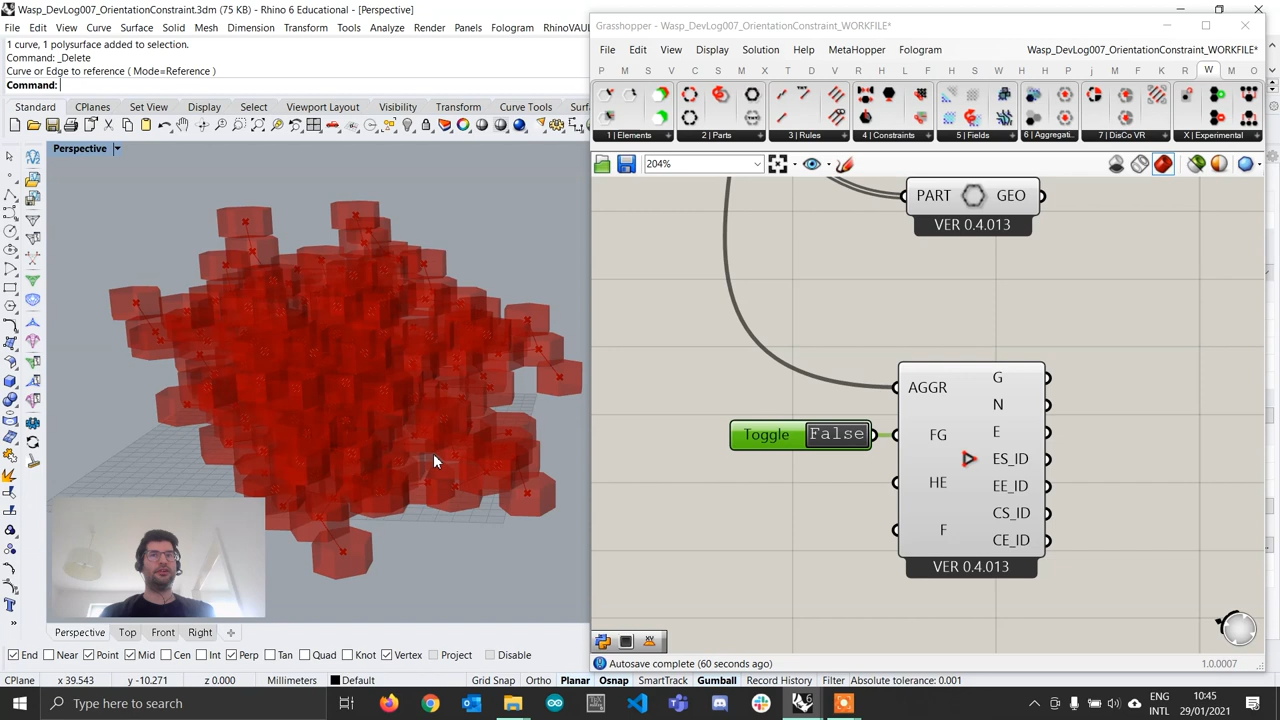 Wasp_DevLog007_OrientationConstraint.3dm (75 KB) - Rhino 6 Educational - [Perspective]
File Edit View Curve Surface Solid Mesh Dimension Transform Tools Analyze Render Panels Fologram RhinoVAUL
1 curve, 1 polysurface added to selection.
Command: _Delete
Curve or Edge to reference ( Mode=Reference )
Command:
Standard CPlanes Set View Display Select Viewport Layout Visibility Transform Curve Tools Surf
Perspective
Perspective Top Front Right
End Near Point Mid Cen Int Perp Tan Quad Knot Vertex Project Disable
CPlane x 39.543 y -10.271 z 0.000 Millimeters Default Grid Snap Ortho Planar Osnap SmartTrack Gumball Record History Filter Absolute tolerance: 0.001
Grasshopper - Wasp_DevLog007_OrientationConstraint_WORKFILE*
File Edit View Display Solution Help MetaHopper Fologram Wasp_DevLog007_OrientationConstraint_WORKFILE*
P M S V M X T D V M K A K L F B H E H P j m R K R W M O
1 | Elements 2 | Parts 3 | Rules 4 | Constraints 5 | Fields 6 | Aggregati.. 7 | DisCo VR X | Experimental
204%
PART GEO
VER 0.4.013
AGGR
FG
HE
F
G
N
E
ES_ID
EE_ID
CS_ID
CE_ID
VER 0.4.013
Toggle False
Autosave complete (60 seconds ago)
1.0.0007
Type here to search
ENG
INTL
10:45
29/01/2021